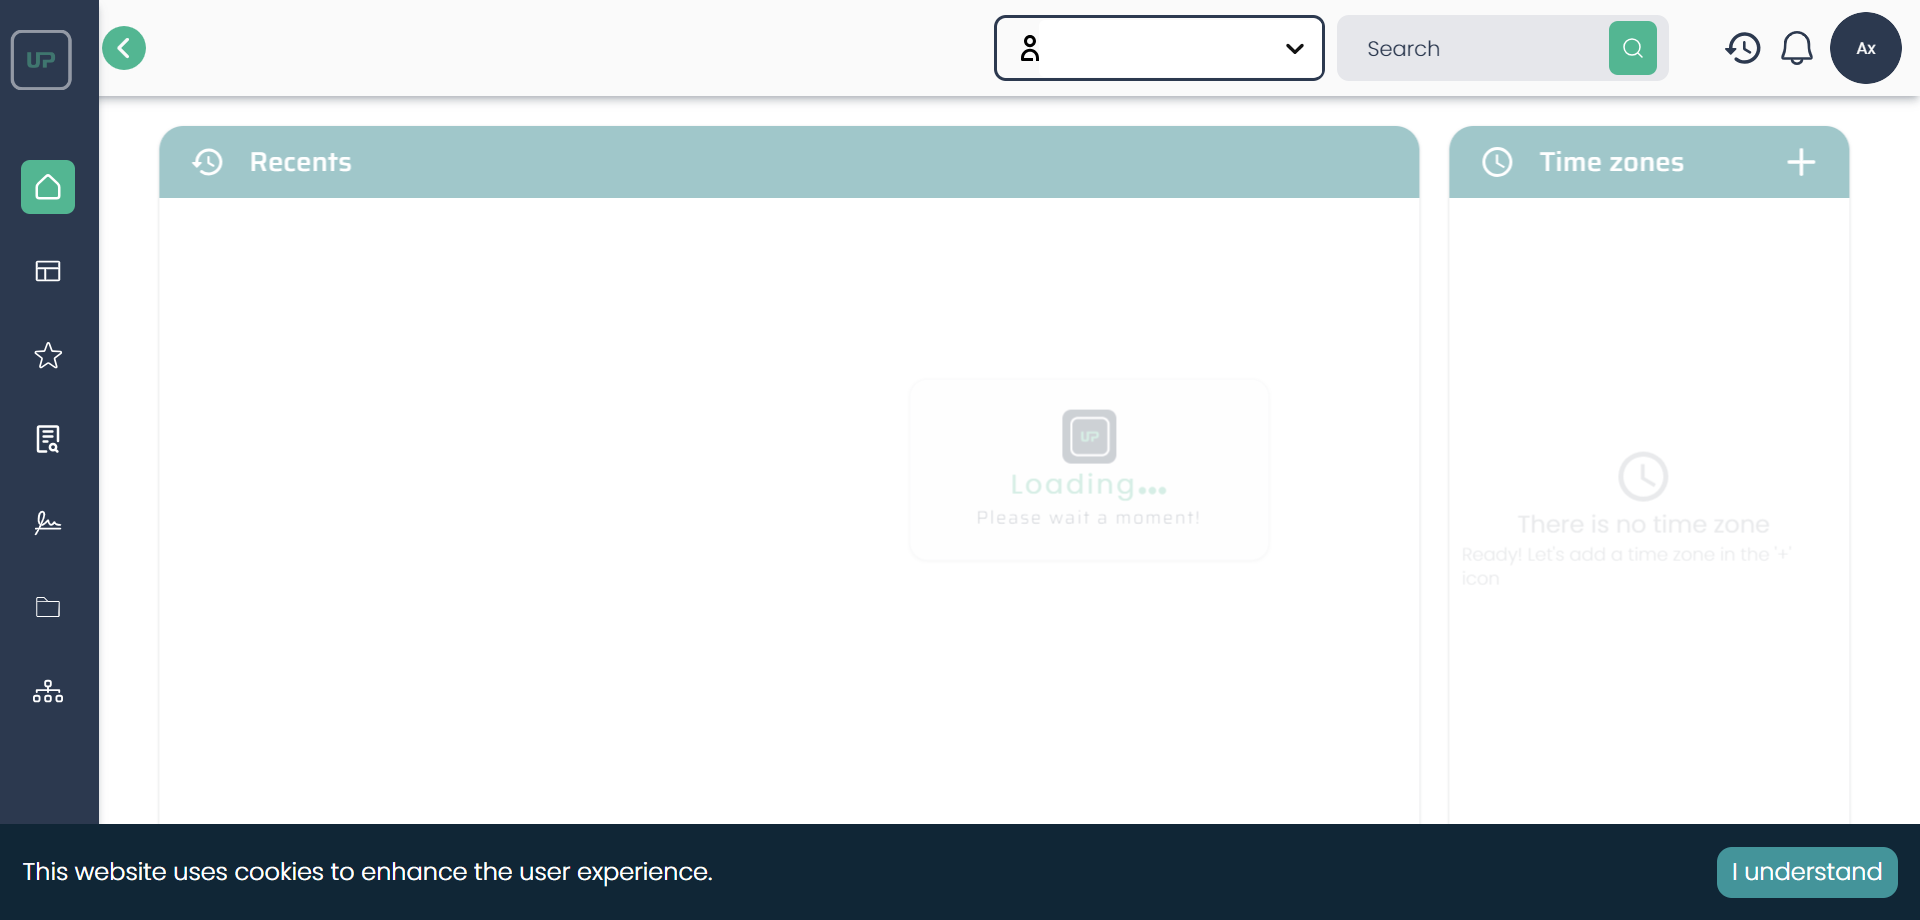 UP
Search
Ax
Recents
Time zones
UP
Loading...
Please wait a moment!
There is no time zone
Ready! Let's add a time zone in the '+'
icon
This website uses cookies to enhance the user experience.
I understand